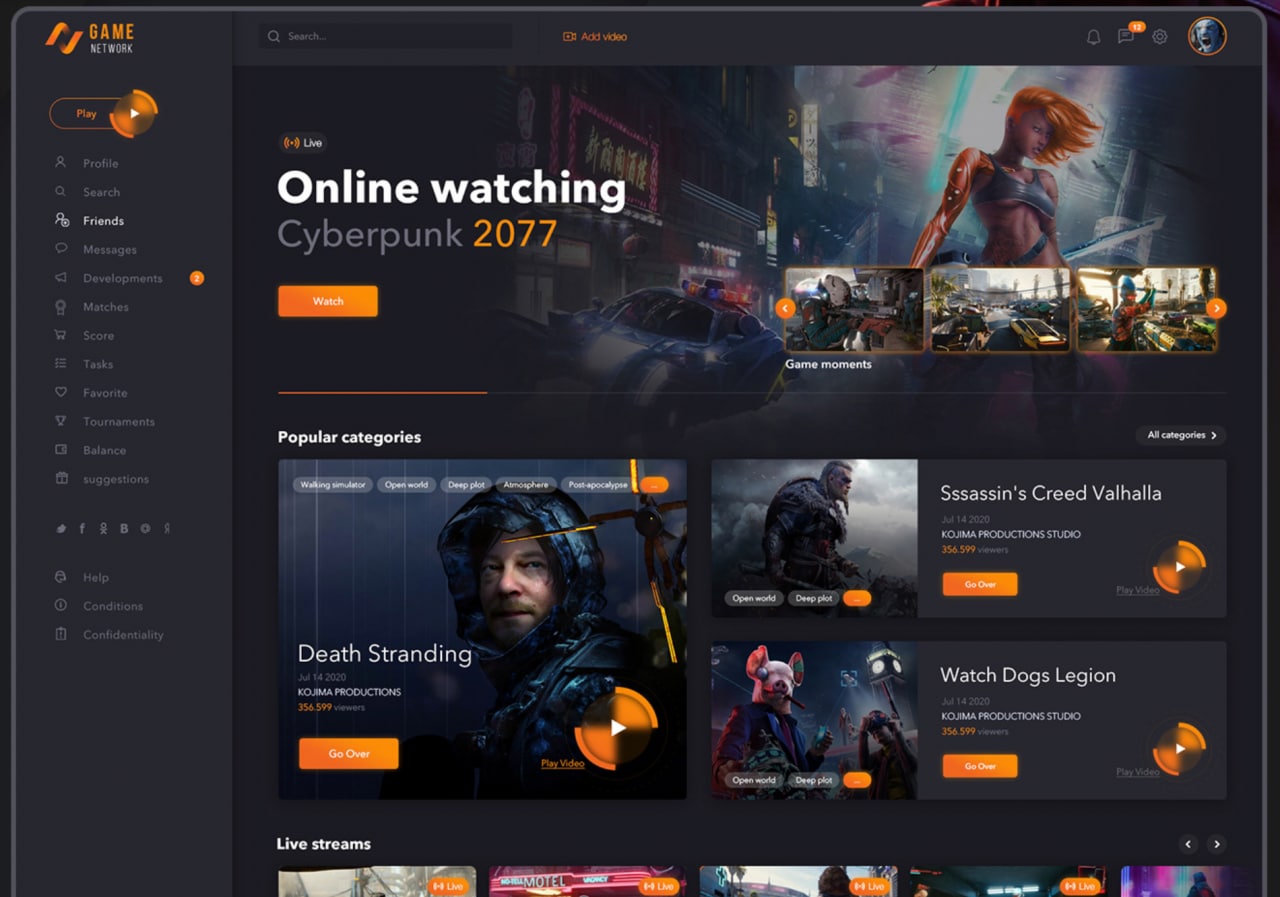 GAME
NETWORK
Search...
Add video
12
Play
Profile
Search
Friends
Messages
Developments 2
Matches
Score
Tasks
Favorite
Tournaments
Balance
suggestions
Help
Conditions
Confidentiality
Live
Online watching
Cyberpunk 2077
Watch
Game moments
Popular categories
All categories
Walking simulator Open world Deep plot Atmosphere Post-apocalypse ...
Death Stranding
Jul 14 2020
KOJIMA PRODUCTIONS
356.599 viewers
Go Over
Play Video
Open world Deep plot ...
Sssassin's Creed Valhalla
Jul 14 2020
KOJIMA PRODUCTIONS STUDIO
356.599 viewers
Go Over
Play Video
Open world Deep plot ...
Watch Dogs Legion
Jul 14 2020
KOJIMA PRODUCTIONS STUDIO
356.599 viewers
Go Over
Play Video
Live streams
Live
MOTEL
VACANCY
Live
Live
Live